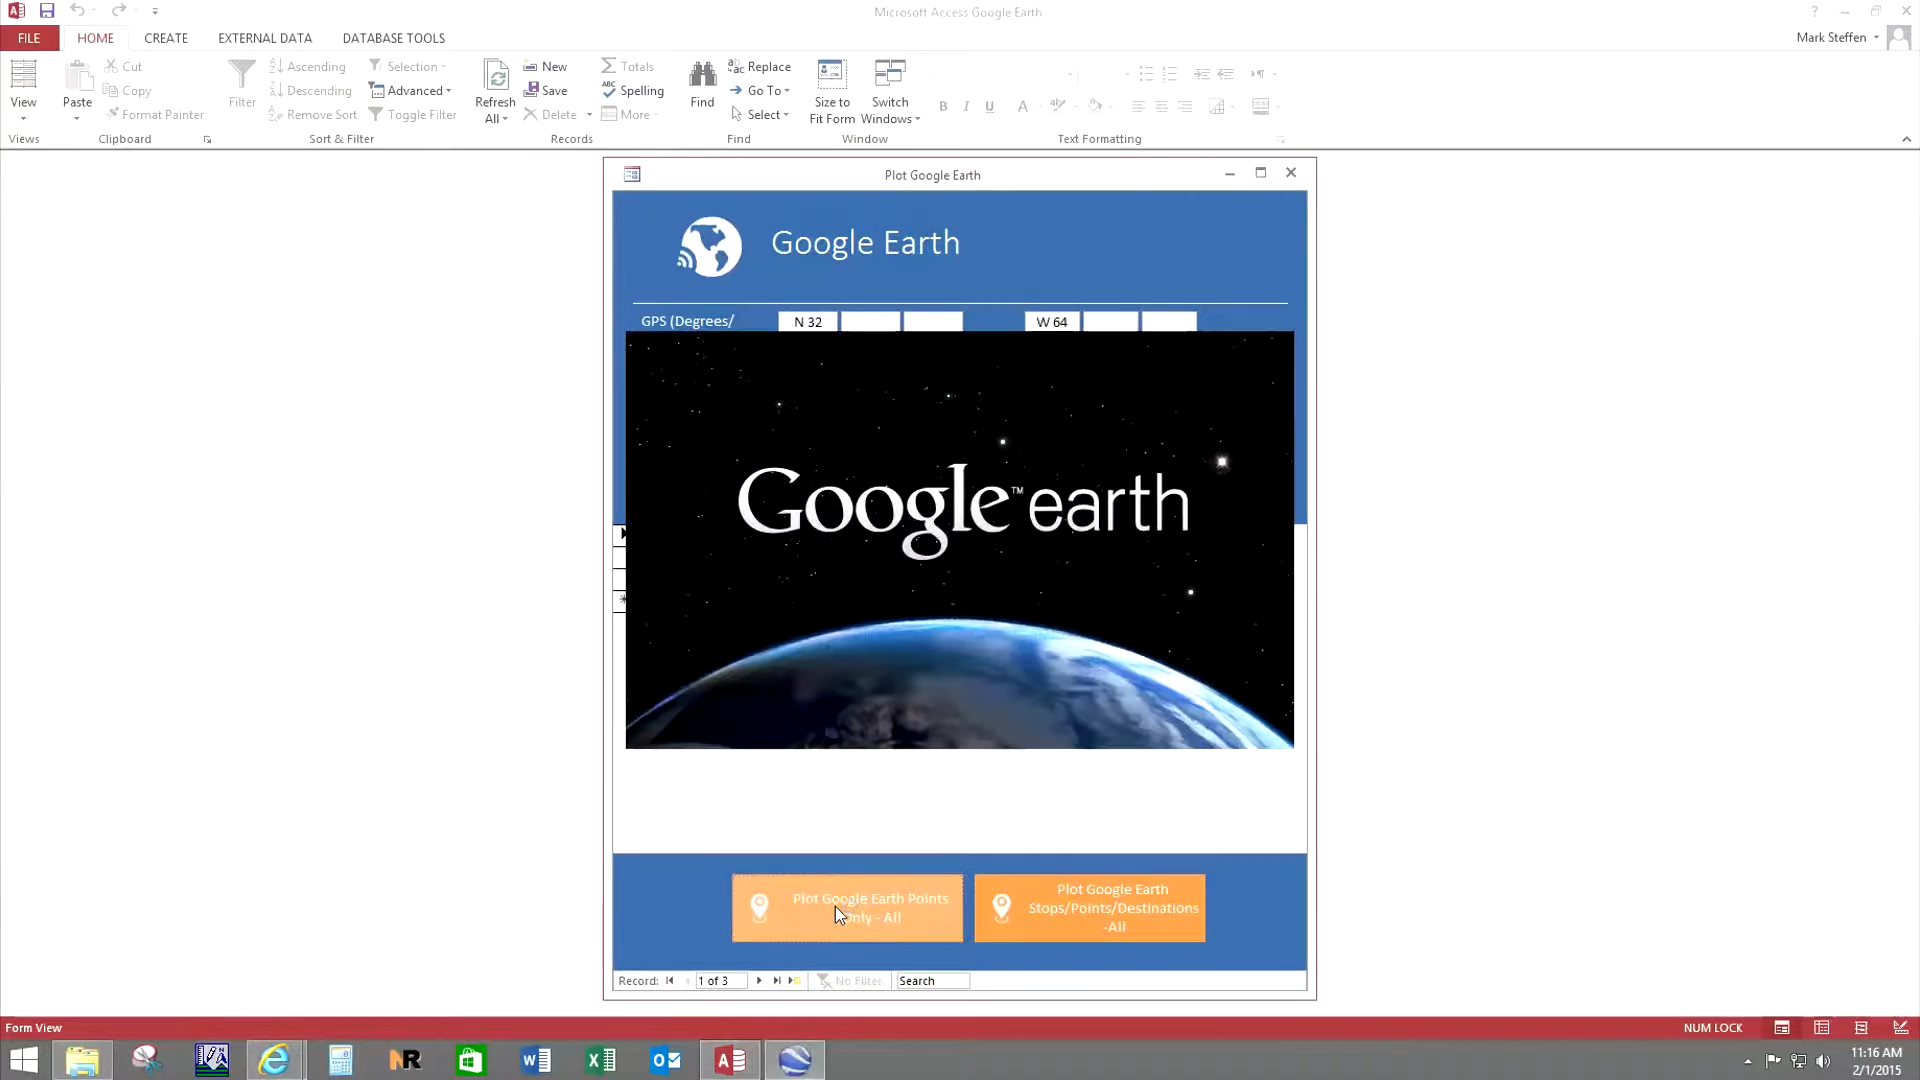 Microsoft Access Google Earth
?
FILE HOME CREATE EXTERNAL DATA DATABASE TOOLS
Mark Steffen
View
Views
Paste
Cut
Copy
Format Painter
Clipboard
Filter
Ascending
Descending
Remove Sort
Selection
Advanced
Toggle Filter
Sort & Filter
Refresh
All
New
Save
Delete
Totals
Spelling
More
Records
Find
Replace
Go To
Select
Find
Size to
Fit Form
Switch
Windows
Window
B I U A
Text Formatting
Plot Google Earth
Google Earth
GPS (Degrees/
N 32
W 64
Google™ earth
Plot Google Earth Points
Only - All
Plot Google Earth
Stops/Points/Destinations
-All
Record: 1 of 3 No Filter Search
Form View
NUM LOCK
11:16 AM
2/1/2015